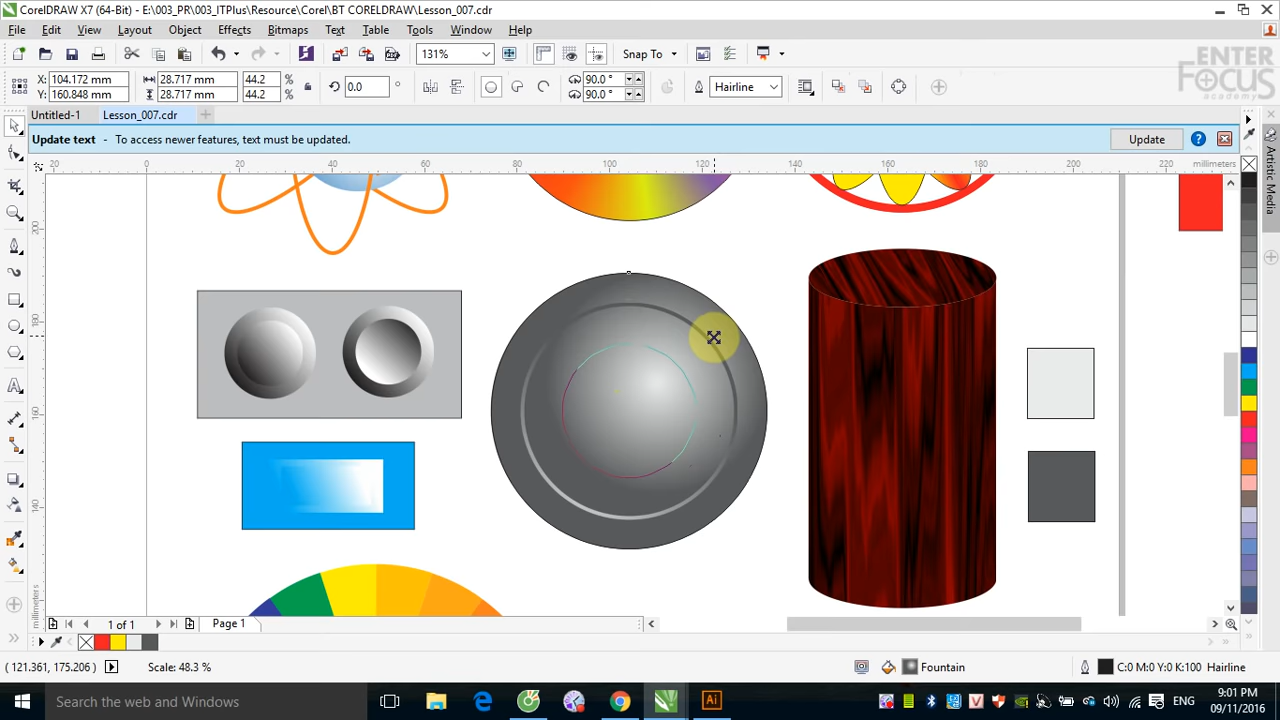 CorelDRAW X7 (64-Bit) - E:\003_PR\003_ITPlus\Resource\Corel\BT CORELDRAW\Lesson_007.cdr
File Edit View Layout Object Effects Bitmaps Text Table Tools Window Help
131% Snap To
ENTER
FOCUS
academy
X: 104.172 mm 28.717 mm 44.2 % 0.0 ° 90.0 ° Hairline
Y: 160.848 mm 28.717 mm 44.2 % 90.0 °
Untitled-1 Lesson_007.cdr
Update text - To access newer features, text must be updated. Update
20 0 20 40 60 80 100 120 140 160 180 200 220 millimeters
200
180
160
140
millimeters
Artistic Media
1 of 1 Page 1
(121.361, 175.206) Scale: 48.3 % Fountain C:0 M:0 Y:0 K:100 Hairline
Search the web and Windows
ENG
9:01 PM
09/11/2016